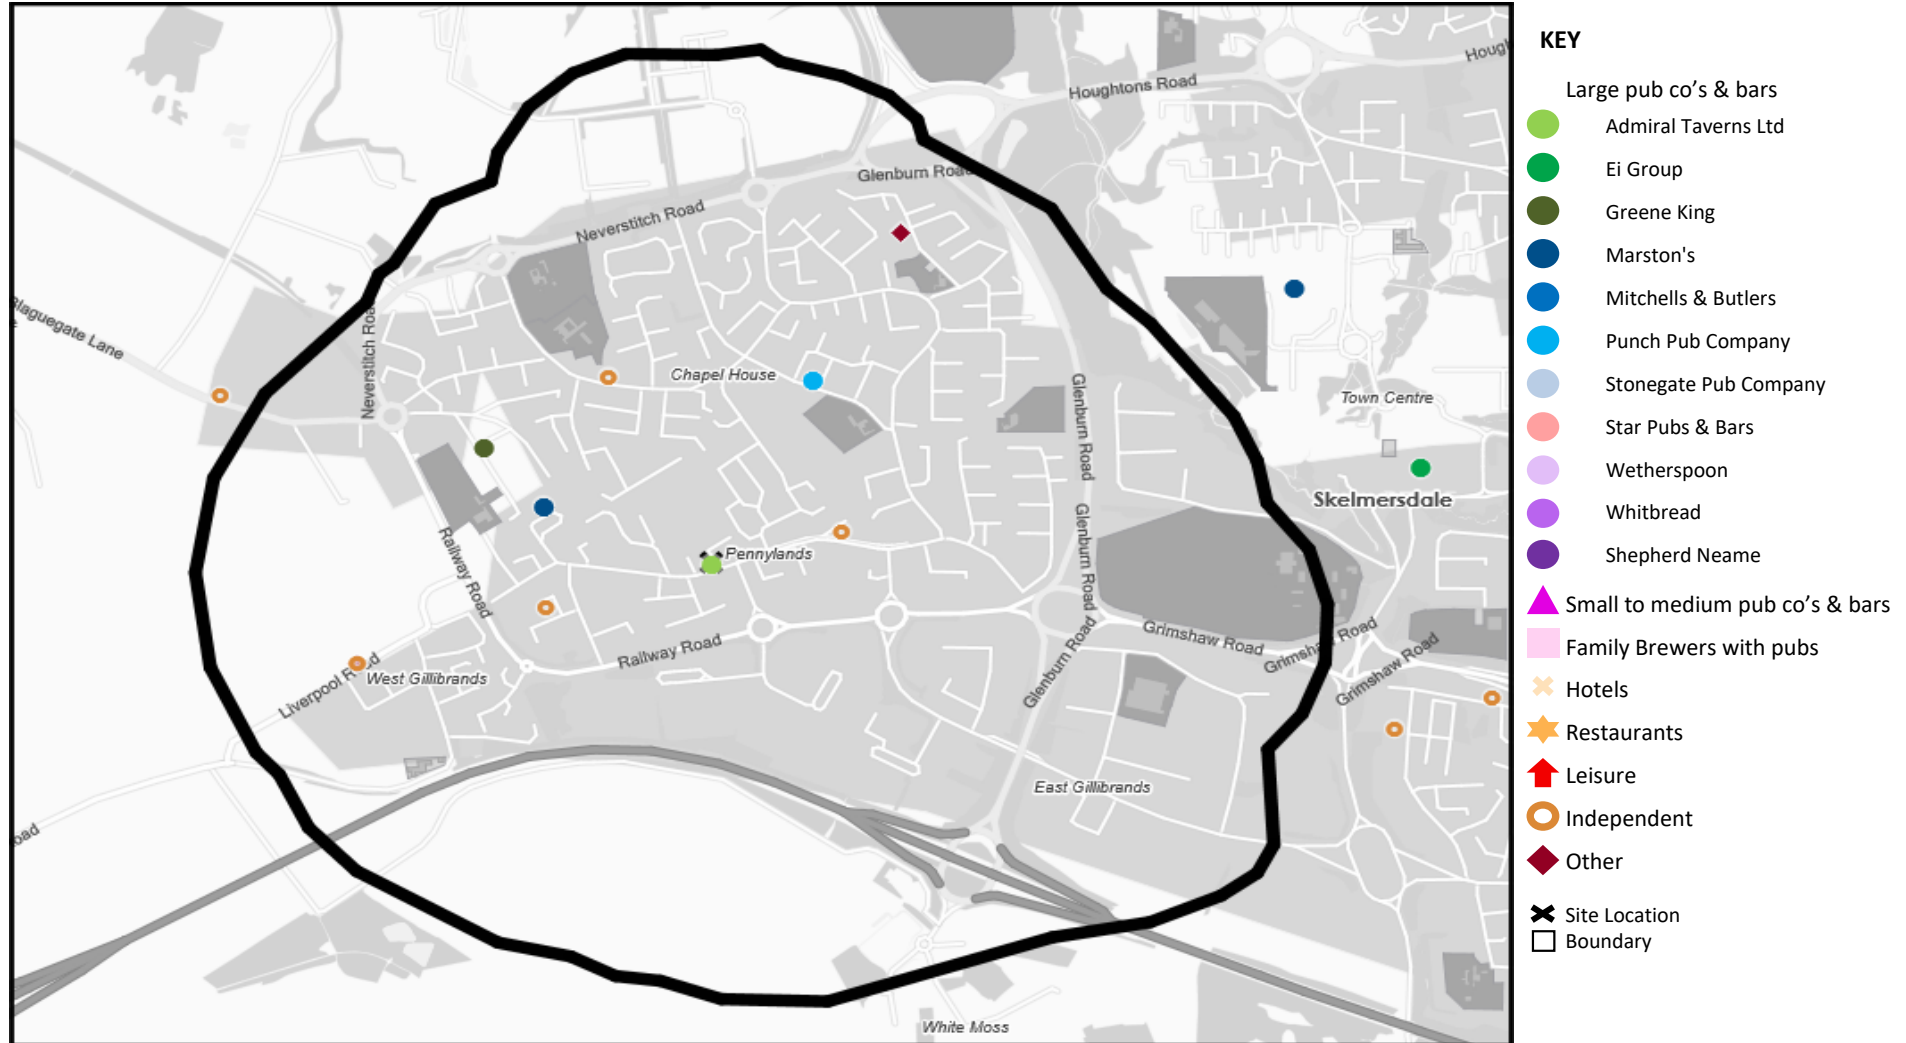 Houghtons Road
Glenburn Road
Neverstitch Road
Neverstitch Road
Chapel House
Glenburn Road
Town Centre
Skelmersdale
Glenburn Road
Pennylands
Railway Road
Railway Road
Grimshaw Road
Grimshaw Road
Grimshaw Road
Glenburn Road
Liverpool Road
West Gillibrands
East Gillibrands
oad
White Moss
KEY
Large pub co’s & bars
Admiral Taverns Ltd
Ei Group
Greene King
Marston's
Mitchells & Butlers
Punch Pub Company
Stonegate Pub Company
Star Pubs & Bars
Wetherspoon
Whitbread
Shepherd Neame
Small to medium pub co’s & bars
Family Brewers with pubs
Hotels
Restaurants
Leisure
Independent
Other
Site Location
Boundary